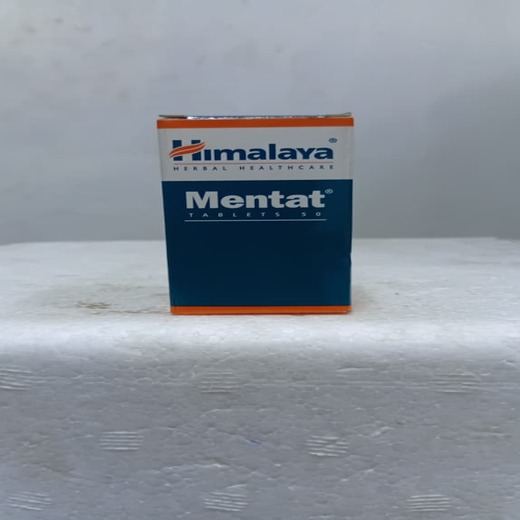 Himalaya®
HERBAL HEALTHCARE
Mentat®
TABLETS 50